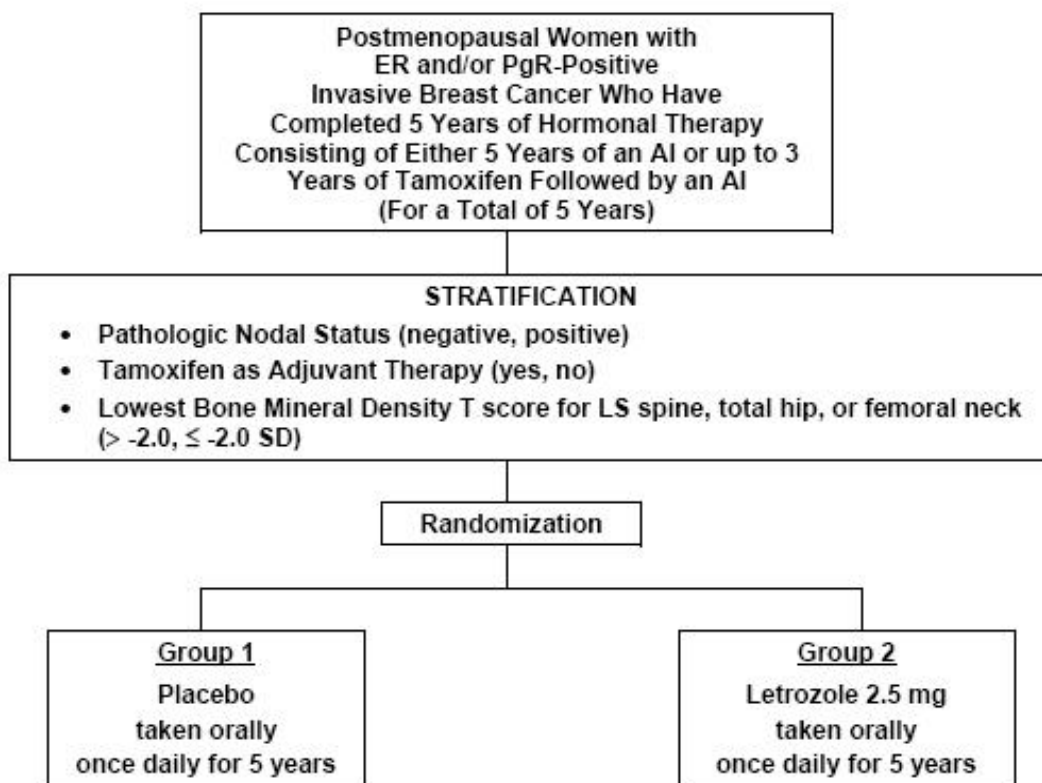 Postmenopausal Women with
ER and/or PgR-Positive
Invasive Breast Cancer Who Have
Completed 5 Years of Hormonal Therapy
Consisting of Either 5 Years of an AI or up to 3
Years of Tamoxifen Followed by an AI
(For a Total of 5 Years)
STRATIFICATION
• Pathologic Nodal Status (negative, positive)
• Tamoxifen as Adjuvant Therapy (yes, no)
• Lowest Bone Mineral Density T score for LS spine, total hip, or femoral neck
(> -2.0, ≤ -2.0 SD)
Randomization
Group 1
Placebo
taken orally
once daily for 5 years
Group 2
Letrozole 2.5 mg
taken orally
once daily for 5 years